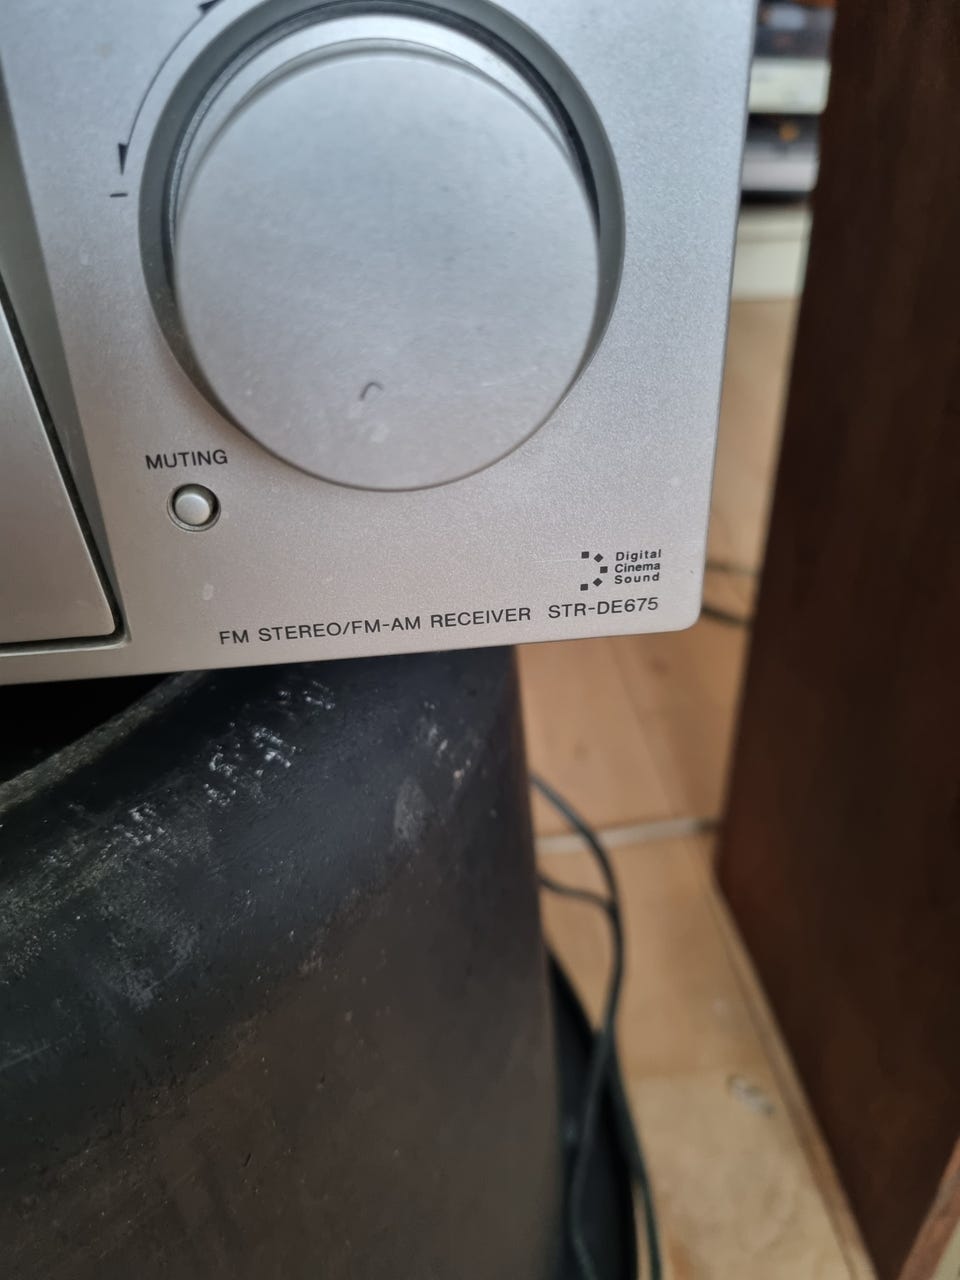 MUTING
Digital
Cinema
Sound
FM STEREO/FM-AM RECEIVER STR-DE675